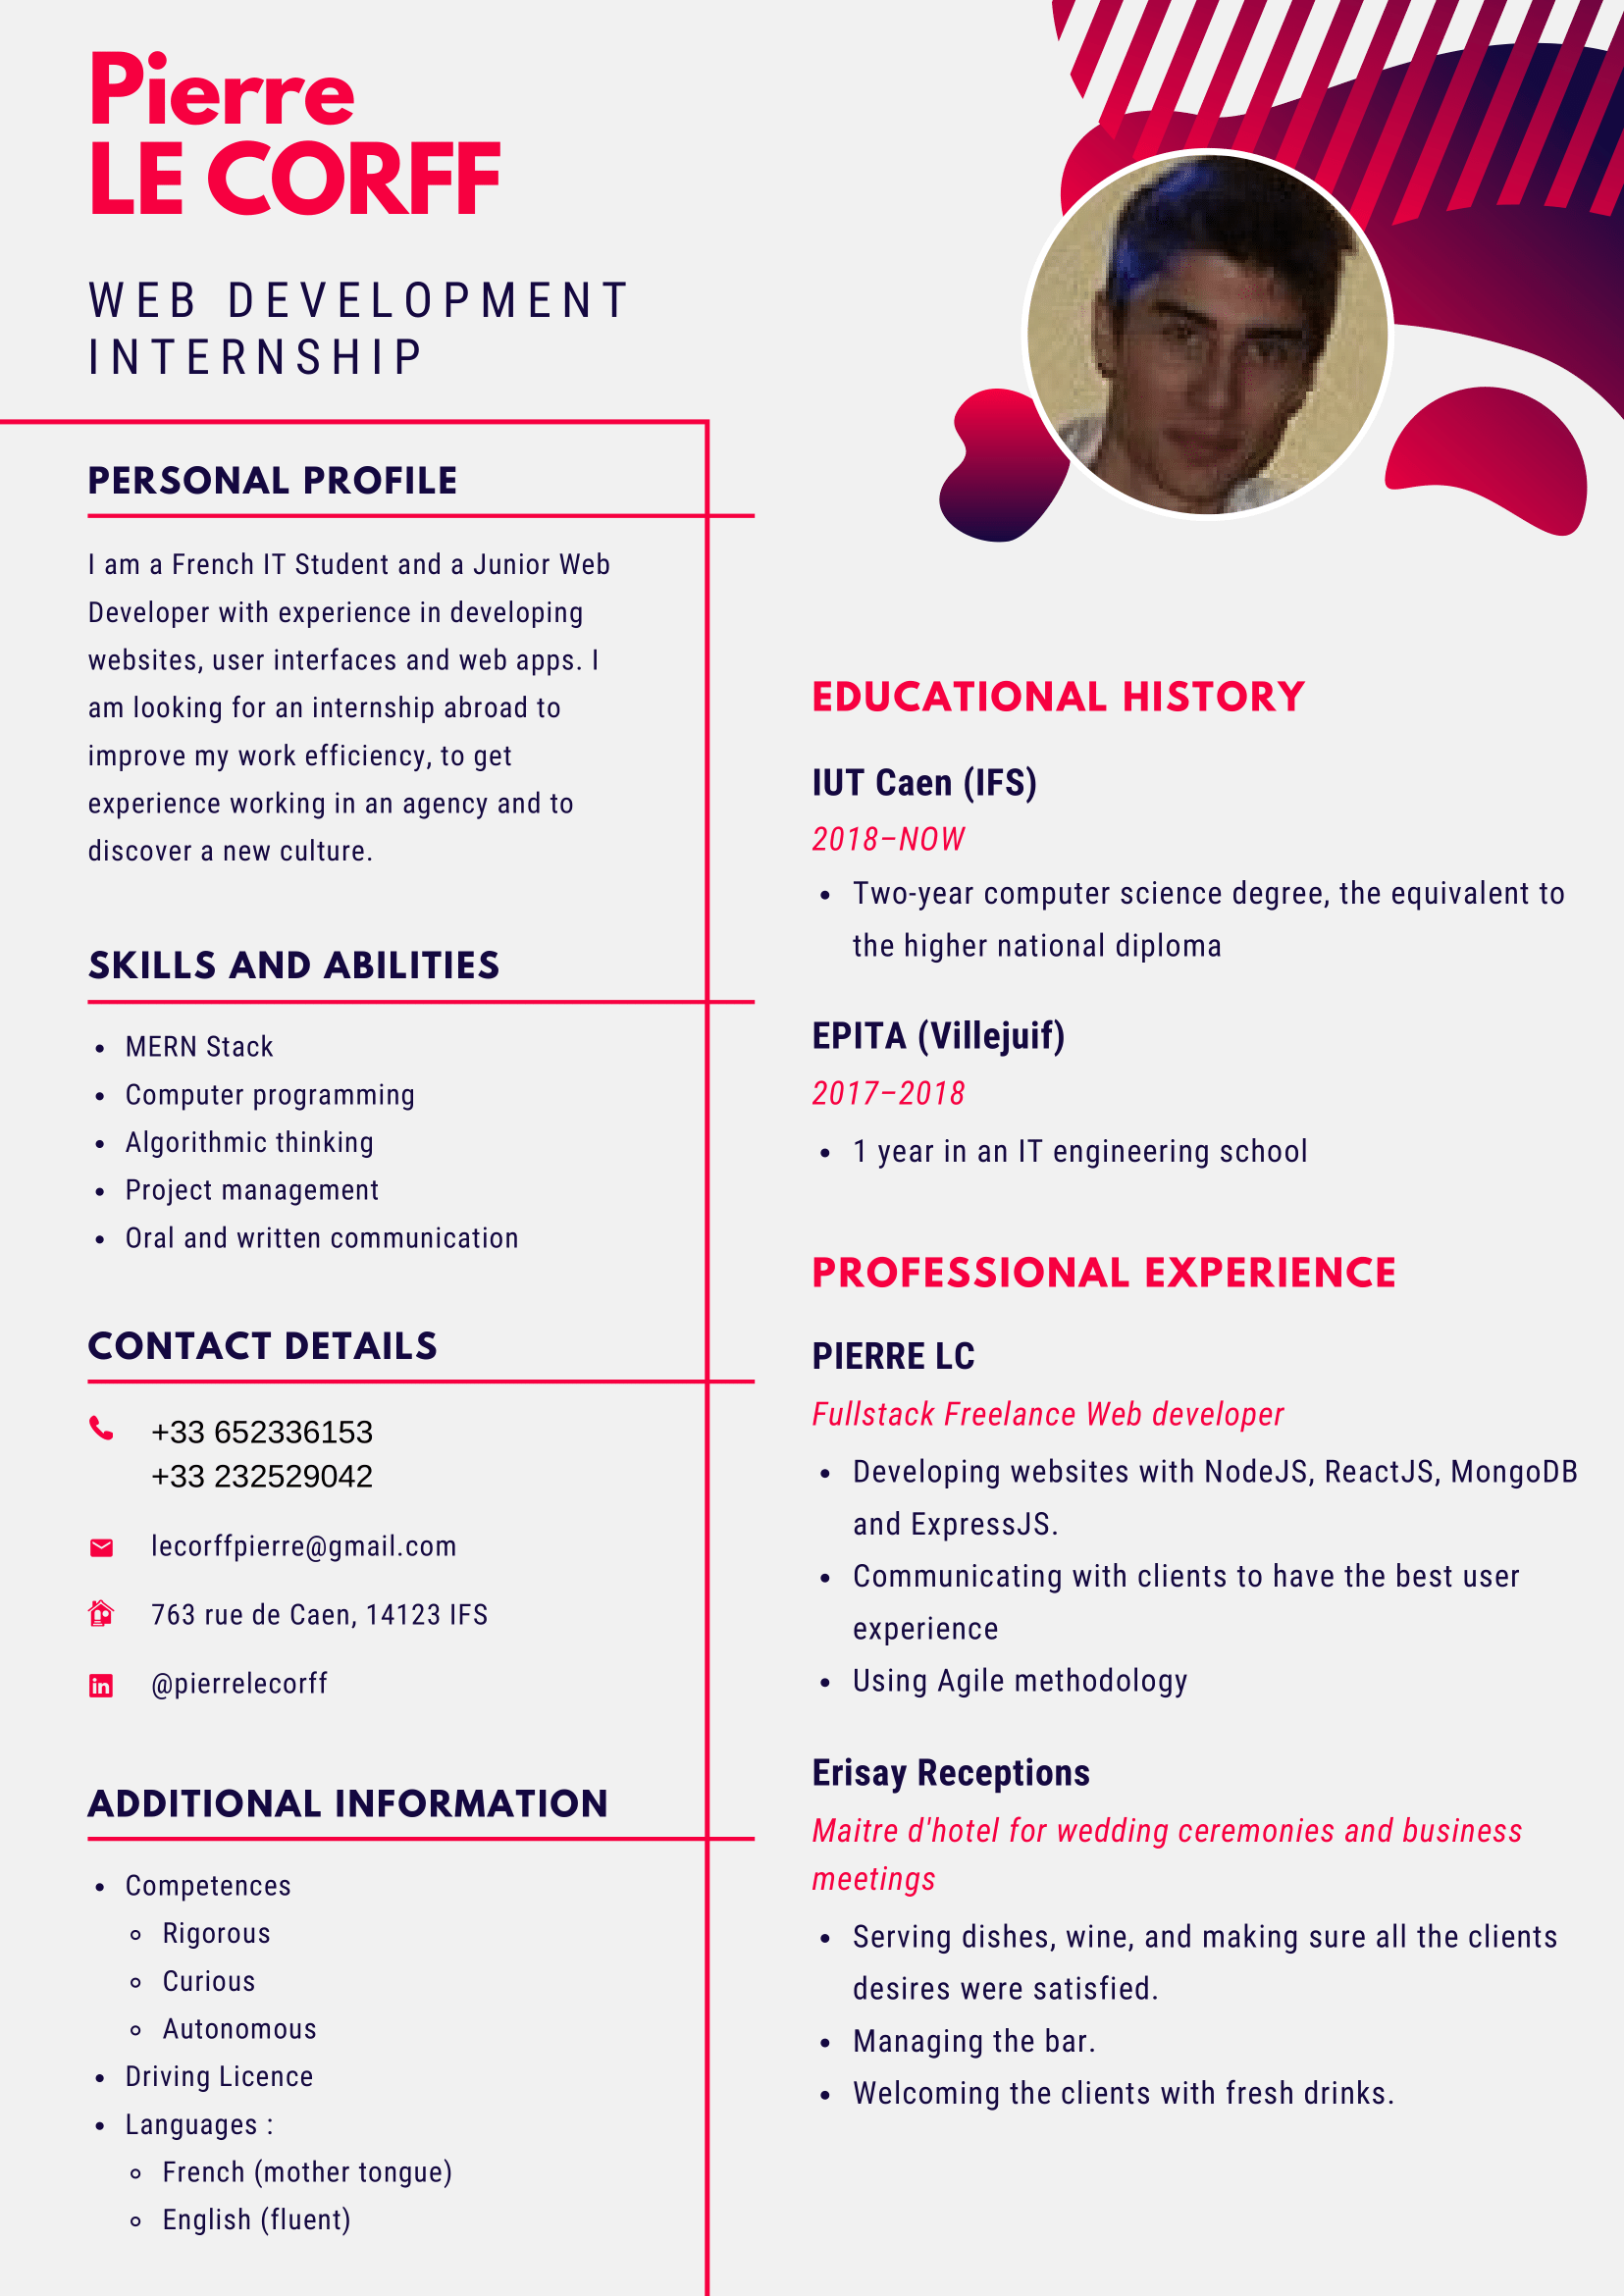 Pierre
LE CORFF
WEB DEVELOPMENT
INTERNSHIP
PERSONAL PROFILE
I am a French IT Student and a Junior Web
Developer with experience in developing
websites, user interfaces and web apps. I
am looking for an internship abroad to
improve my work efficiency, to get
experience working in an agency and to
discover a new culture.
SKILLS AND ABILITIES
• MERN Stack
• Computer programming
• Algorithmic thinking
• Project management
• Oral and written communication
CONTACT DETAILS
+33 652336153
+33 232529042
lecorffpierre@gmail.com
763 rue de Caen, 14123 IFS
in
@pierrelecorff
ADDITIONAL INFORMATION
• Competences
◦ Rigorous
◦ Curious
◦ Autonomous
• Driving Licence
• Languages :
◦ French (mother tongue)
◦ English (fluent)
EDUCATIONAL HISTORY
IUT Caen (IFS)
2018–NOW
• Two-year computer science degree, the equivalent to
the higher national diploma
EPITA (Villejuif)
2017–2018
• 1 year in an IT engineering school
PROFESSIONAL EXPERIENCE
PIERRE LC
Fullstack Freelance Web developer
• Developing websites with NodeJS, ReactJS, MongoDB
and ExpressJS.
• Communicating with clients to have the best user
experience
• Using Agile methodology
Erisay Receptions
Maitre d'hotel for wedding ceremonies and business
meetings
• Serving dishes, wine, and making sure all the clients
desires were satisfied.
• Managing the bar.
• Welcoming the clients with fresh drinks.